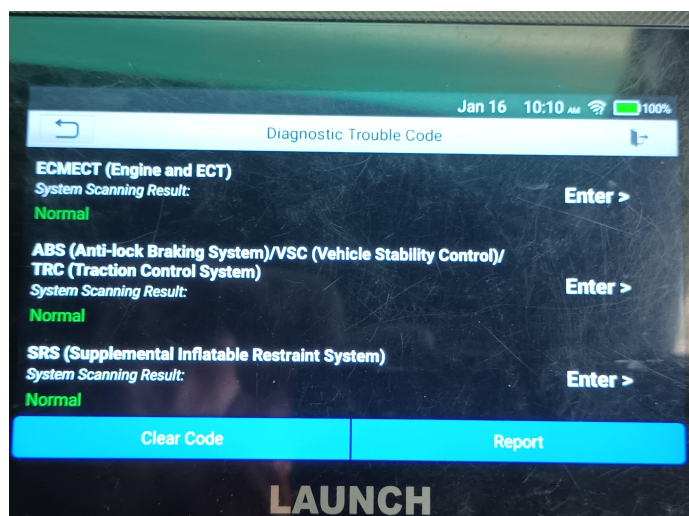 Jan 16 10:10 AM 100%
Diagnostic Trouble Code
ECMECT (Engine and ECT)
System Scanning Result:
Enter >
Normal
ABS (Anti-lock Braking System)/VSC (Vehicle Stability Control)/
TRC (Traction Control System)
System Scanning Result:
Enter >
Normal
SRS (Supplemental Inflatable Restraint System)
System Scanning Result:
Enter >
Normal
Clear Code Report
LAUNCH